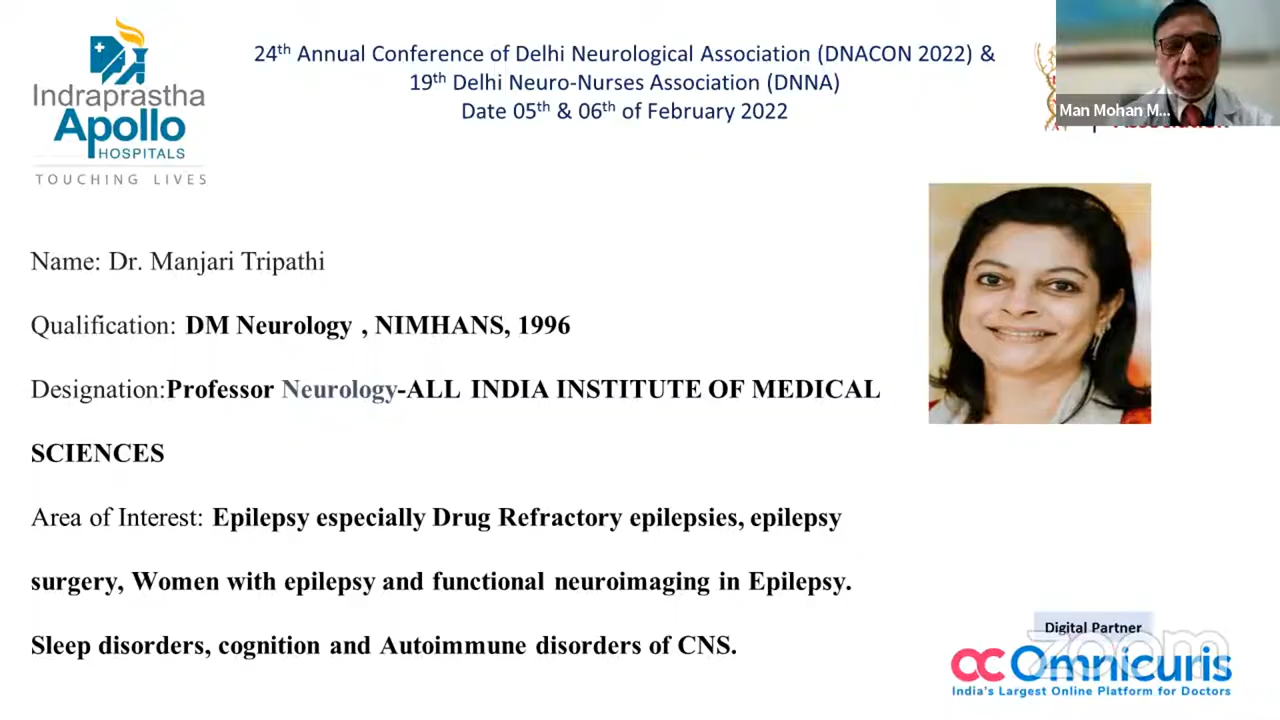 24th Annual Conference of Delhi Neurological Association (DNACON 2022) &
19th Delhi Neuro-Nurses Association (DNNA)
Date 05th & 06th of February 2022
Indraprastha
Apollo
HOSPITALS
TOUCHING LIVES
Man Mohan M...
Name: Dr. Manjari Tripathi
Qualification: DM Neurology , NIMHANS, 1996
Designation:Professor Neurology-ALL INDIA INSTITUTE OF MEDICAL
SCIENCES
Area of Interest: Epilepsy especially Drug Refractory epilepsies, epilepsy
surgery, Women with epilepsy and functional neuroimaging in Epilepsy.
Sleep disorders, cognition and Autoimmune disorders of CNS.
Digital Partner
zoom
Omnicuris
India's Largest Online Platform for Doctors